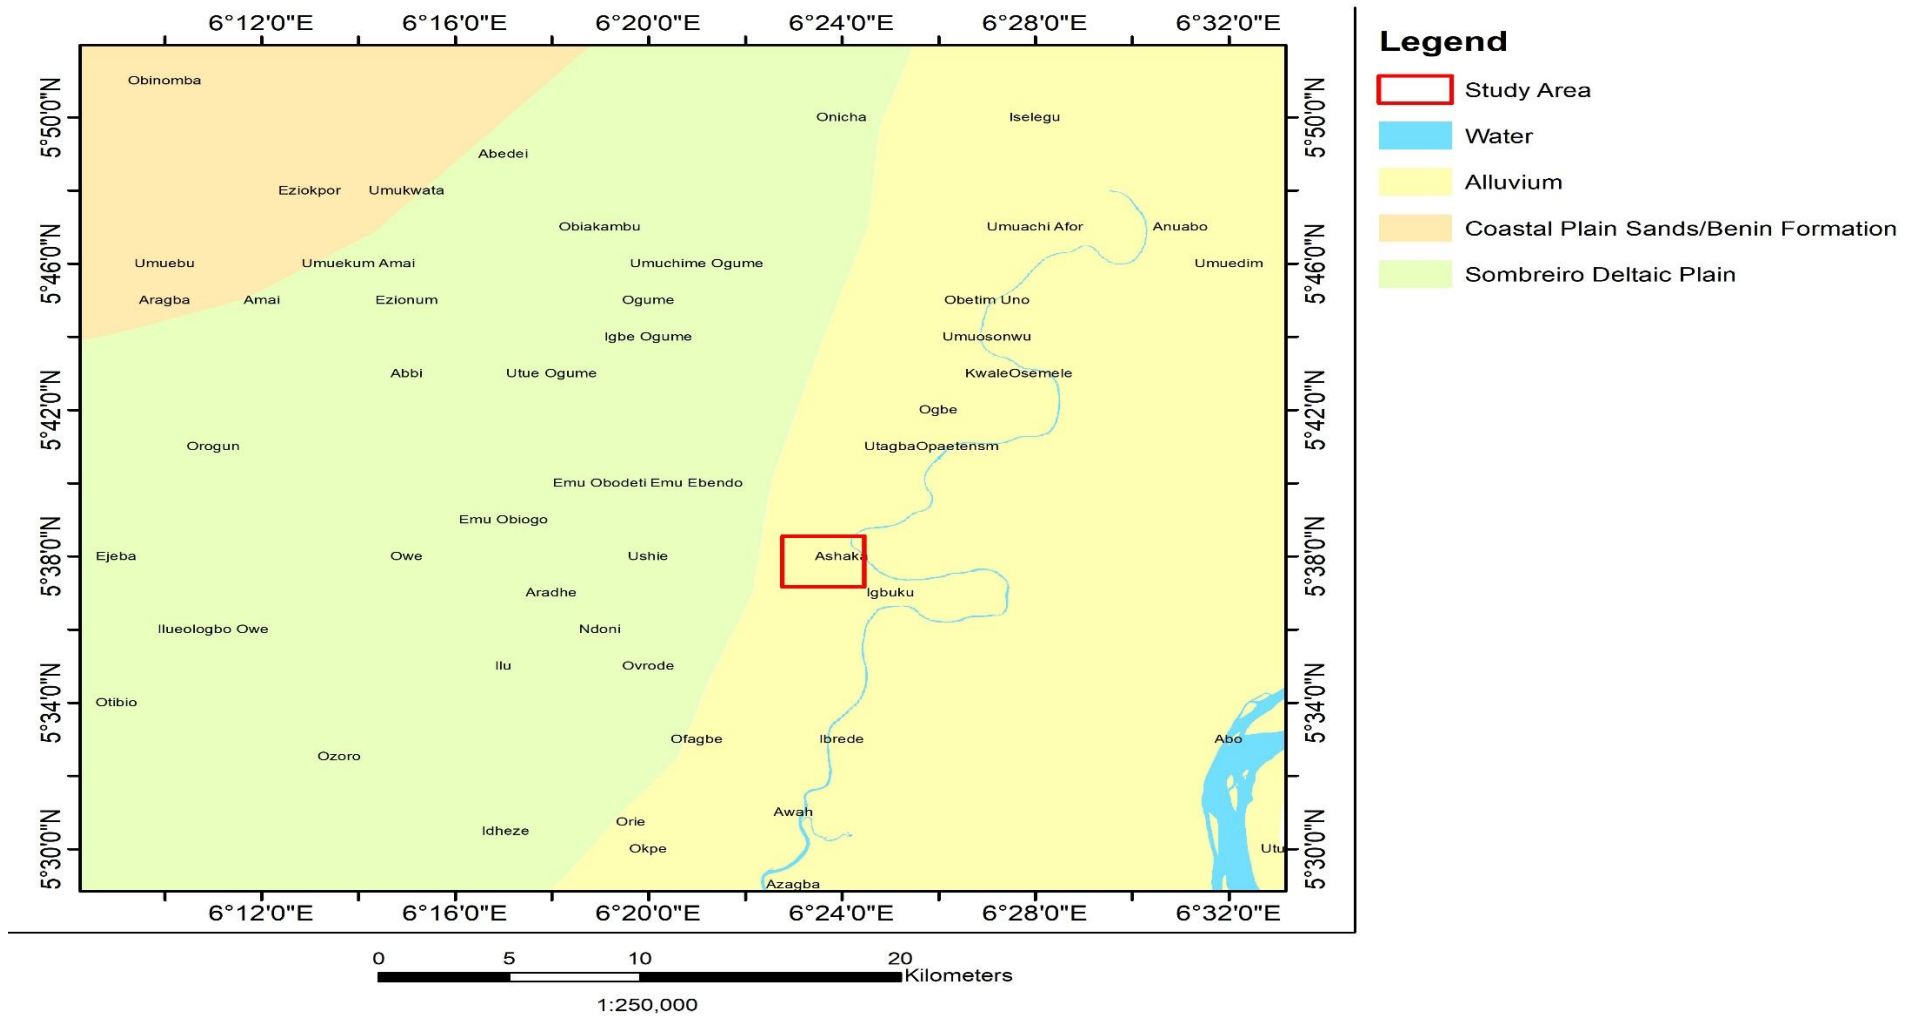 6°12'0"E 6°16'0"E 6°20'0"E 6°24'0"E 6°28'0"E 6°32'0"E
Legend
Study Area
Water
Alluvium
Coastal Plain Sands/Benin Formation
Sombreiro Deltaic Plain
5°50'0"N
5°46'0"N
5°42'0"N
5°38'0"N
5°34'0"N
5°30'0"N
Obinomba
Onicha Iselegu
Abedei
Eziokpor Umukwata
Obiakambu Umuachi Afor Anuabo
Umuebu Umuekum Amai Umuchime Ogume Umuedim
Aragba Amai Ezionum Ogume Obetim Uno
Igbe Ogume Umuosonwu
Abbi Utue Ogume KwaleOsemele
Ogbe
Orogun UtagbaOpaetensm
Emu Obodeti Emu Ebendo
Emu Obiogo
Ejeba Owe Ushie Ashaka
Aradhe Igbuku
Ilueologbo Owe Ndoni
Ilu Ovrode
Otibio
Ofagbe Ibrede Abo
Ozoro
Awah
Orie
Idheze
Okpe Utu
Azagba
5°50'0"N
5°46'0"N
5°42'0"N
5°38'0"N
5°34'0"N
5°30'0"N
6°12'0"E 6°16'0"E 6°20'0"E 6°24'0"E 6°28'0"E 6°32'0"E
0 5 10 20
Kilometers
1:250,000